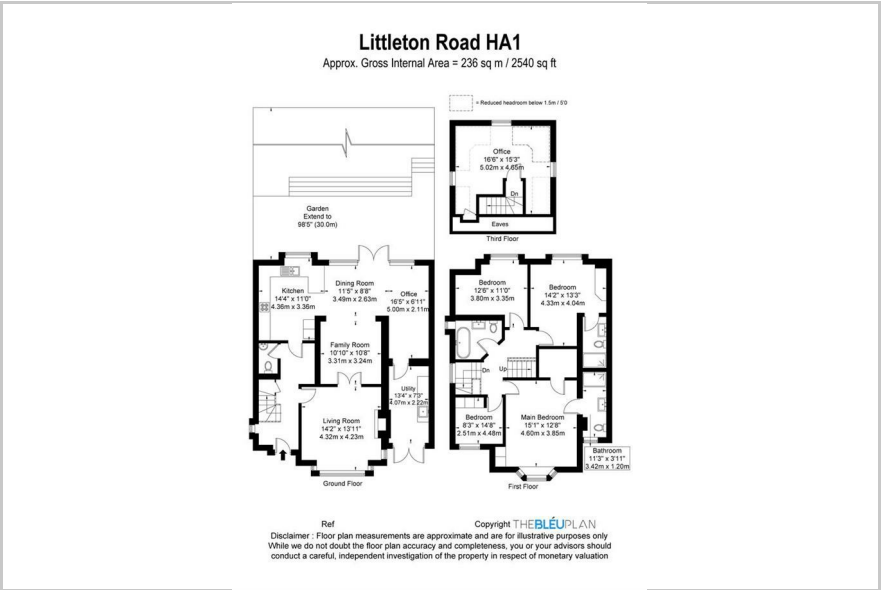 Littleton Road HA1
Approx. Gross Internal Area = 236 sq m / 2540 sq ft
= Reduced headroom below 1.5m / 5'0
Office
16'6" x 15'3"
5.02m x 4.65m
Dn
Eaves
Third Floor
Garden
Extend to
98'5" (30.0m)
Kitchen
14'4" x 11'0"
4.36m x 3.36m
Dining Room
11'5" x 8'8"
3.49m x 2.63m
Office
16'5" x 6'11"
5.00m x 2.11m
Family Room
10'10" x 10'8"
3.31m x 3.24m
Utility
13'4" x 7'3"
4.07m x 2.22m
Living Room
14'2" x 13'11"
4.32m x 4.23m
Ground Floor
Bedroom
12'6" x 11'0"
3.80m x 3.35m
Bedroom
14'2" x 13'3"
4.33m x 4.04m
Up
Dn
Bedroom
8'3" x 14'8"
2.51m x 4.48m
Main Bedroom
15'1" x 12'8"
4.60m x 3.85m
Bathroom
11'3" x 3'11"
3.42m x 1.20m
First Floor
Ref
Copyright THEBLÉUPLAN
Disclaimer : Floor plan measurements are approximate and are for illustrative purposes only
While we do not doubt the floor plan accuracy and completeness, you or your advisors should
conduct a careful, independent investigation of the property in respect of monetary valuation